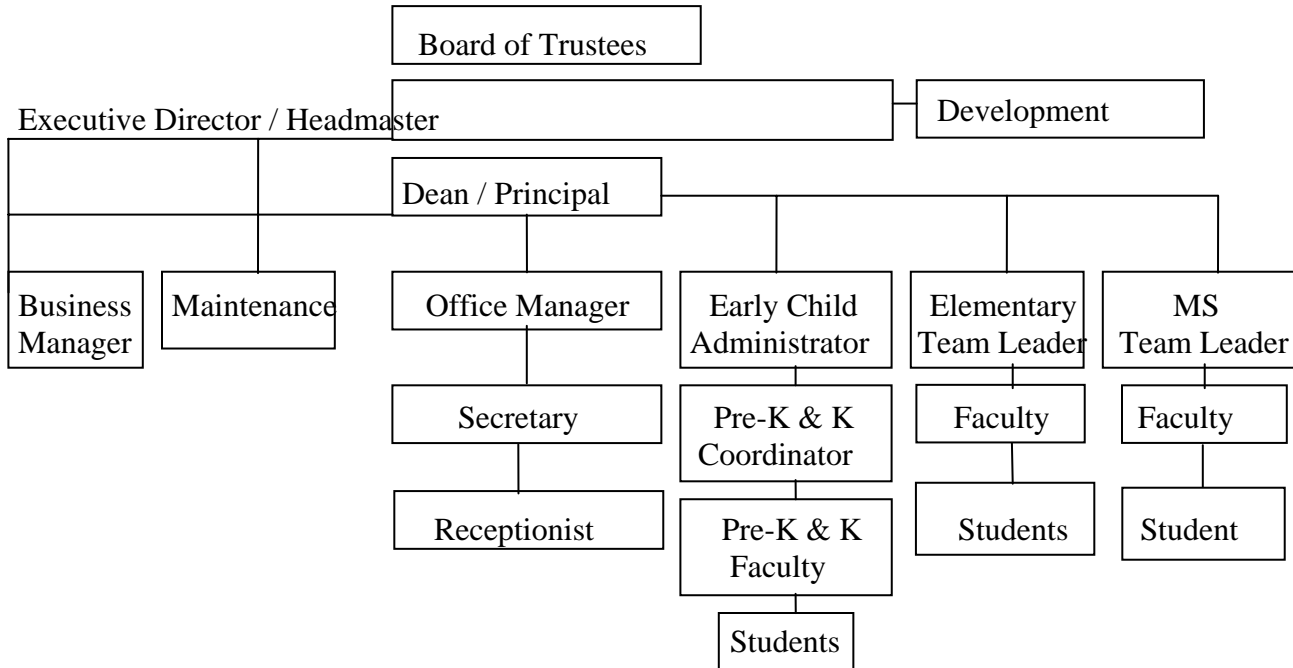 Board of Trustees
Executive Director / Headmaster
Development
Dean / Principal
Business
Manager
Maintenance
Office Manager
Early Child
Administrator
Elementary
Team Leader
MS
Team Leader
Secretary
Pre-K & K
Coordinator
Faculty
Faculty
Receptionist
Pre-K & K
Faculty
Students
Student
Students